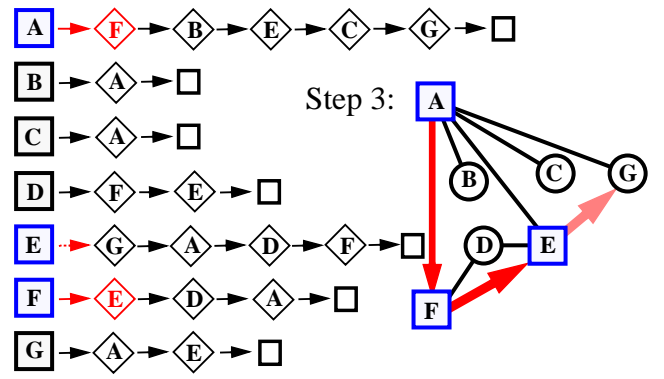 A F B E C G
B A
C A
D F E
E G A D F
F E D A
G A E
Step 3:
A
B C G
D E
F